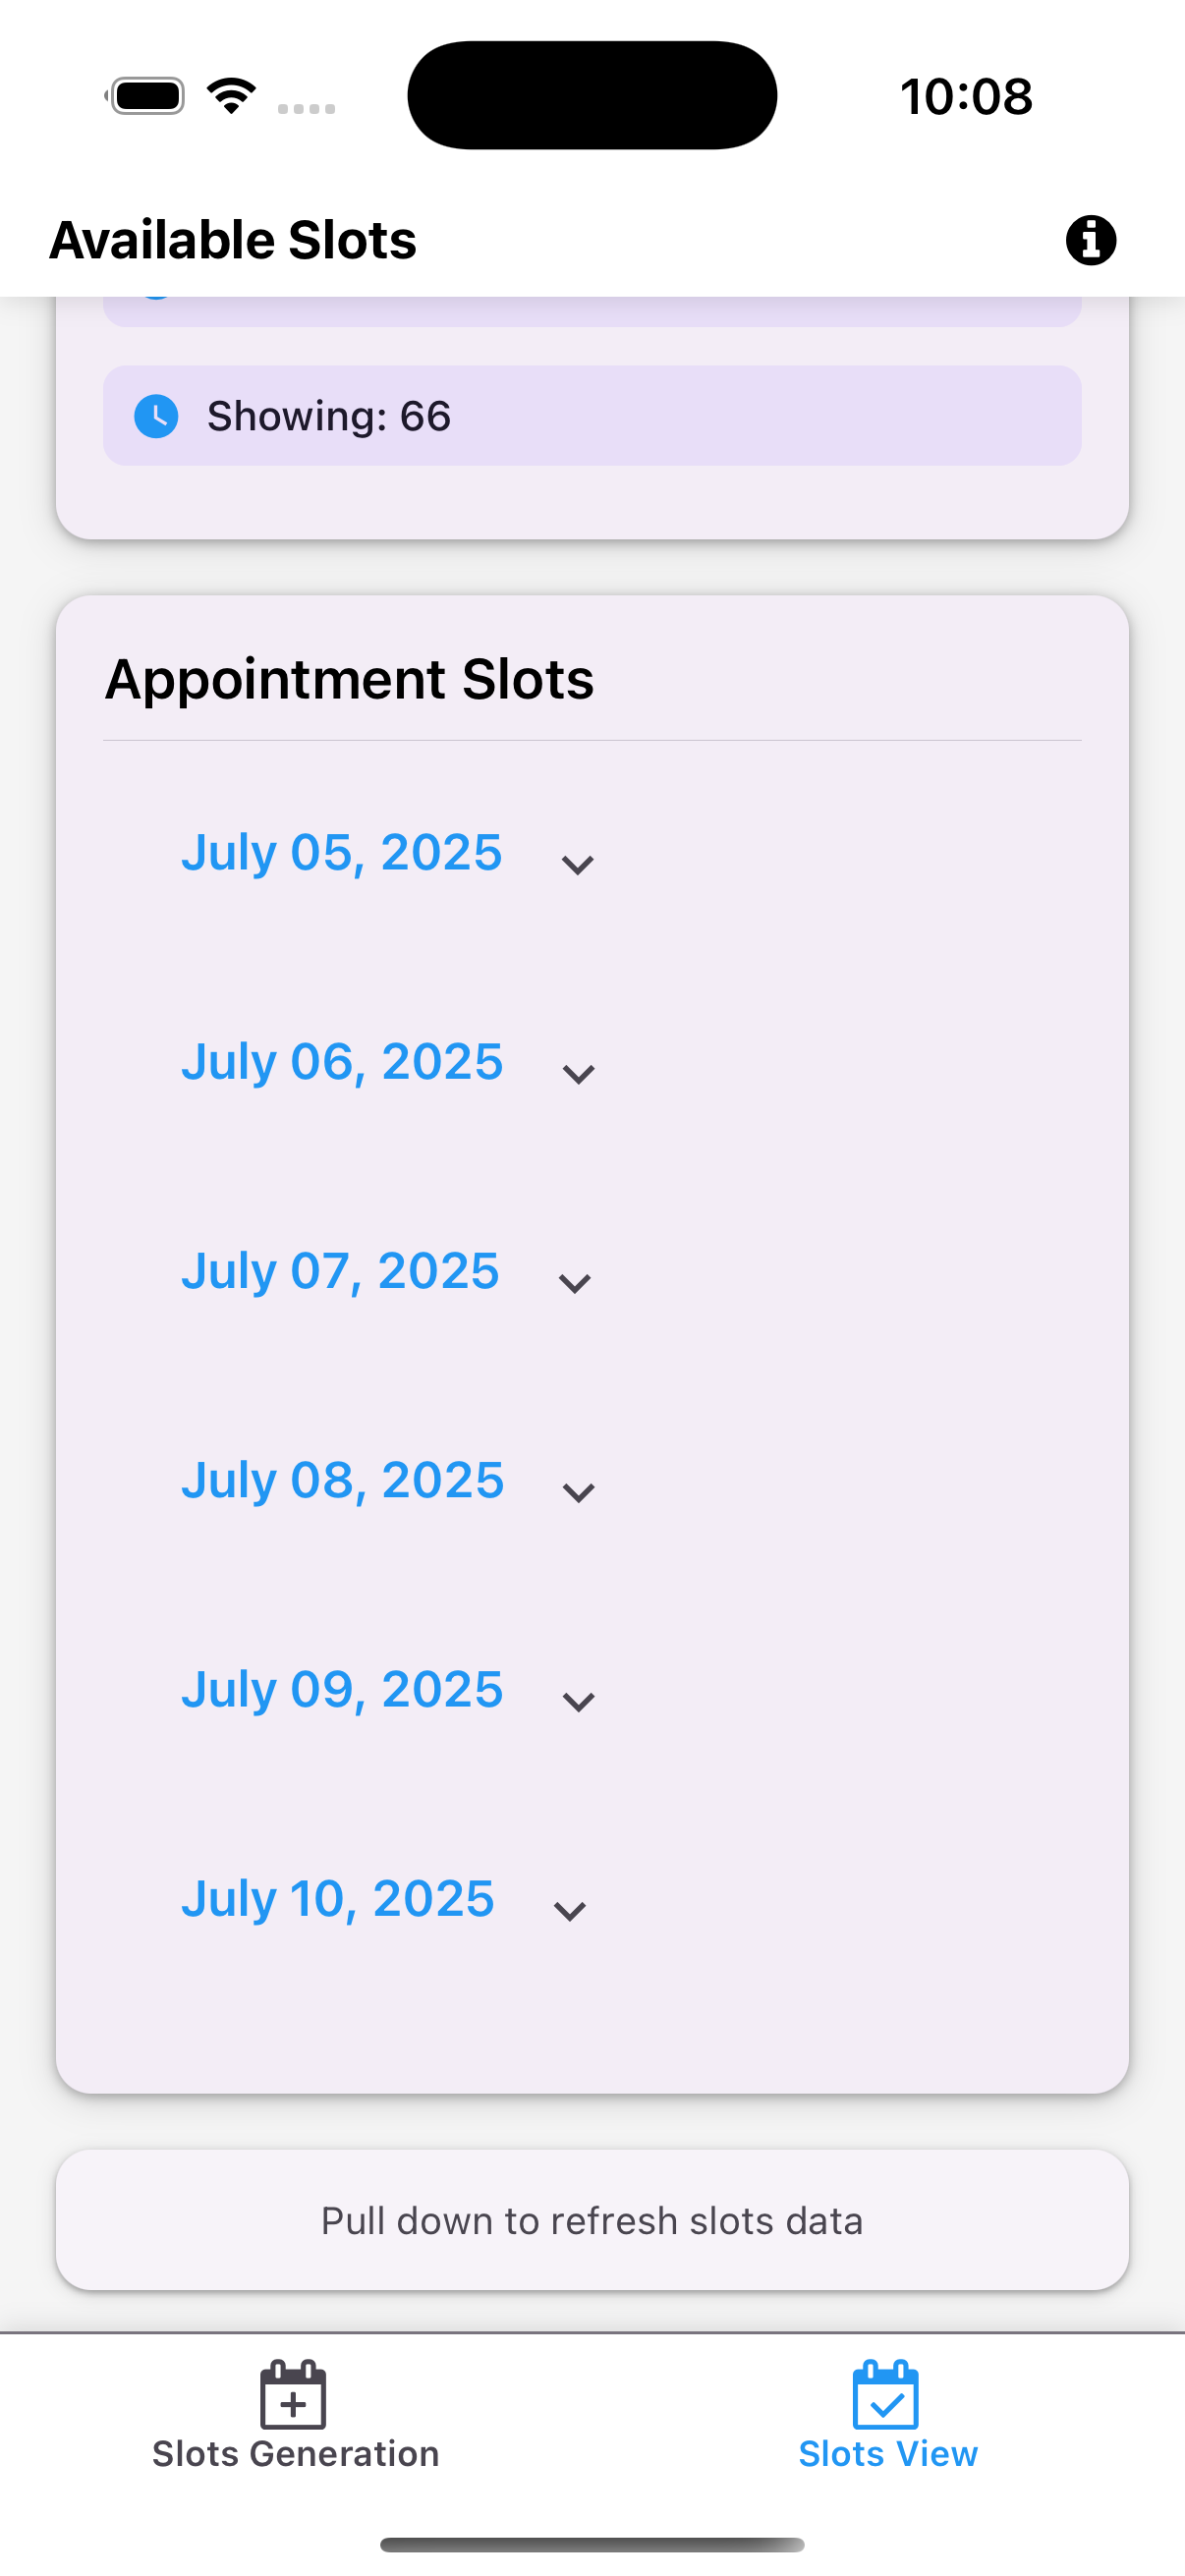 10:08
Available Slots
Showing: 66
Appointment Slots
July 05, 2025
July 06, 2025
July 07, 2025
July 08, 2025
July 09, 2025
July 10, 2025
Pull down to refresh slots data
Slots Generation
Slots View